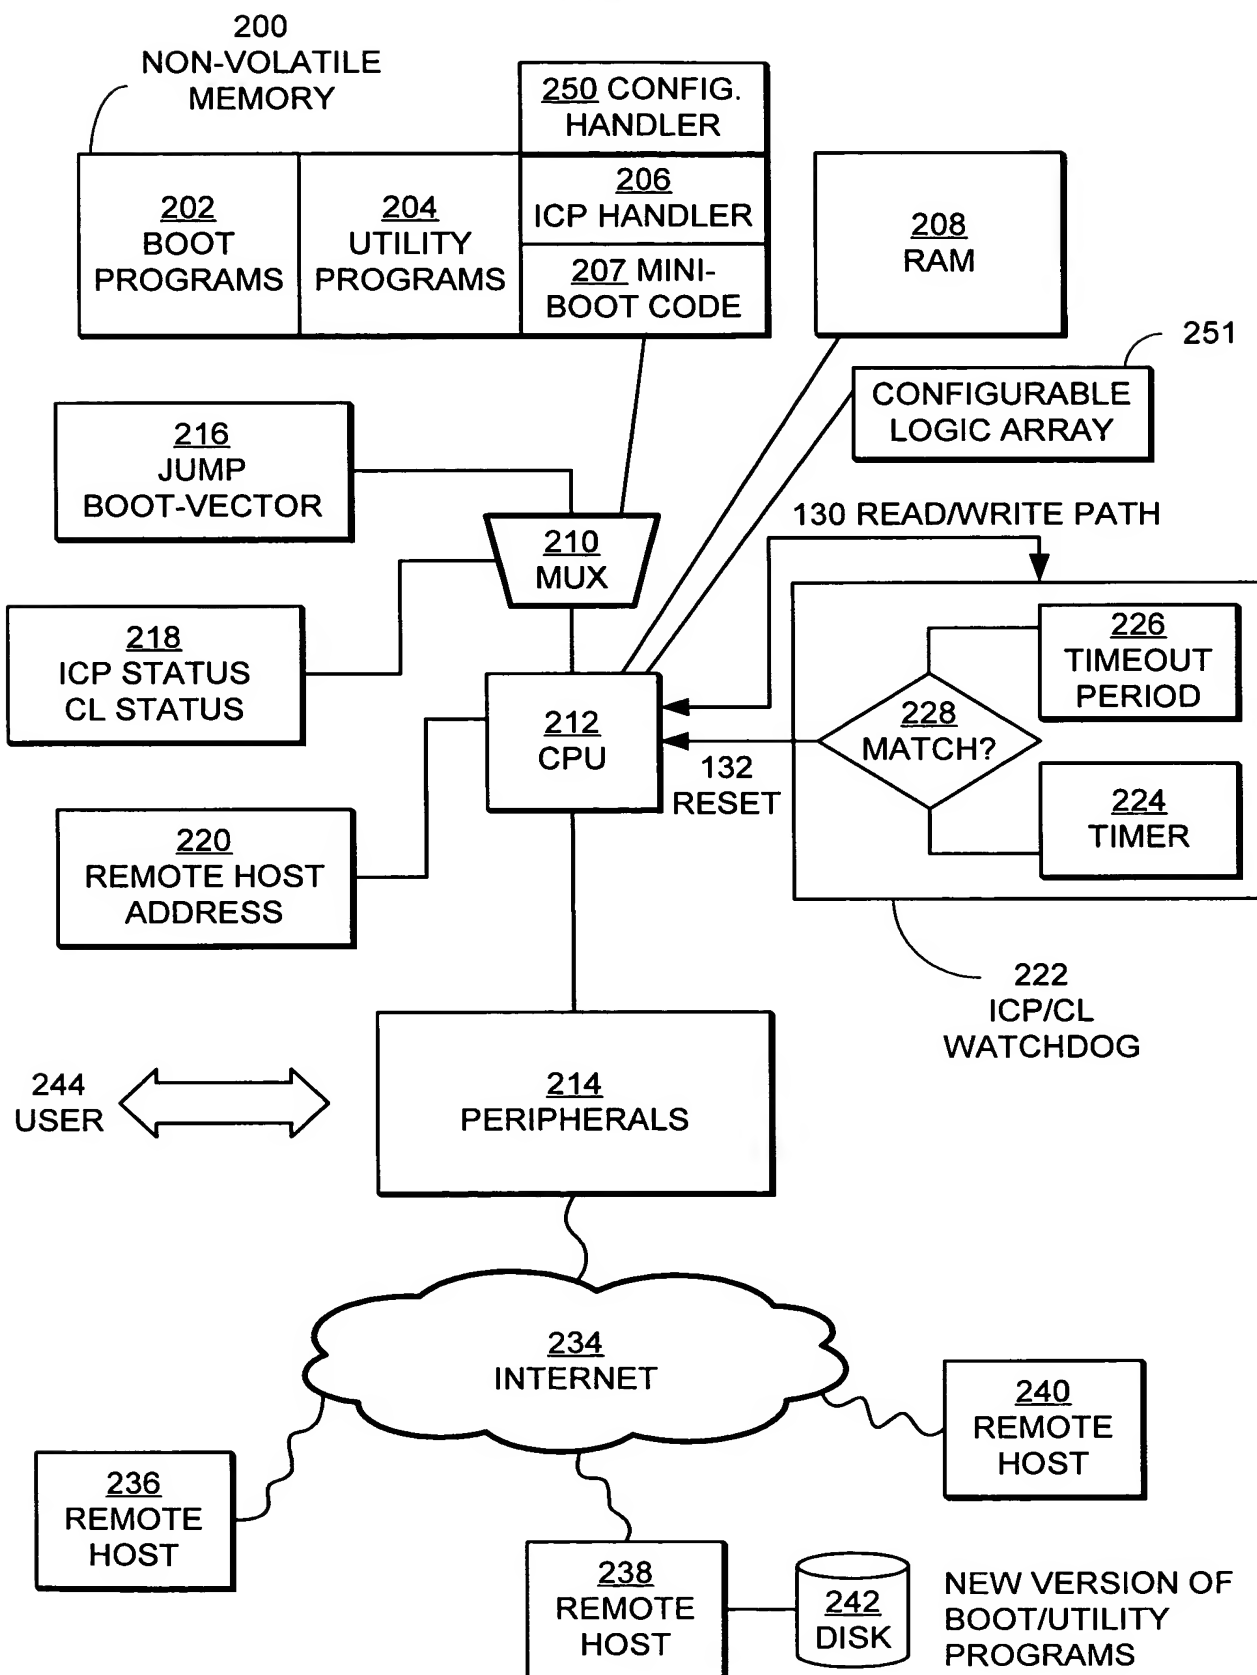 200
NON-VOLATILE
MEMORY
250 CONFIG.
HANDLER
202
BOOT
PROGRAMS
204
UTILITY
PROGRAMS
206
ICP HANDLER
207 MINI-
BOOT CODE
208
RAM
251
CONFIGURABLE
LOGIC ARRAY
216
JUMP
BOOT-VECTOR
210
MUX
130 READ/WRITE PATH
218
ICP STATUS
CL STATUS
212
CPU
226
TIMEOUT
PERIOD
228
MATCH?
132
RESET
224
TIMER
220
REMOTE HOST
ADDRESS
222
ICP/CL
WATCHDOG
244
USER
214
PERIPHERALS
234
INTERNET
240
REMOTE
HOST
236
REMOTE
HOST
238
REMOTE
HOST
242
DISK
NEW VERSION OF
BOOT/UTILITY
PROGRAMS